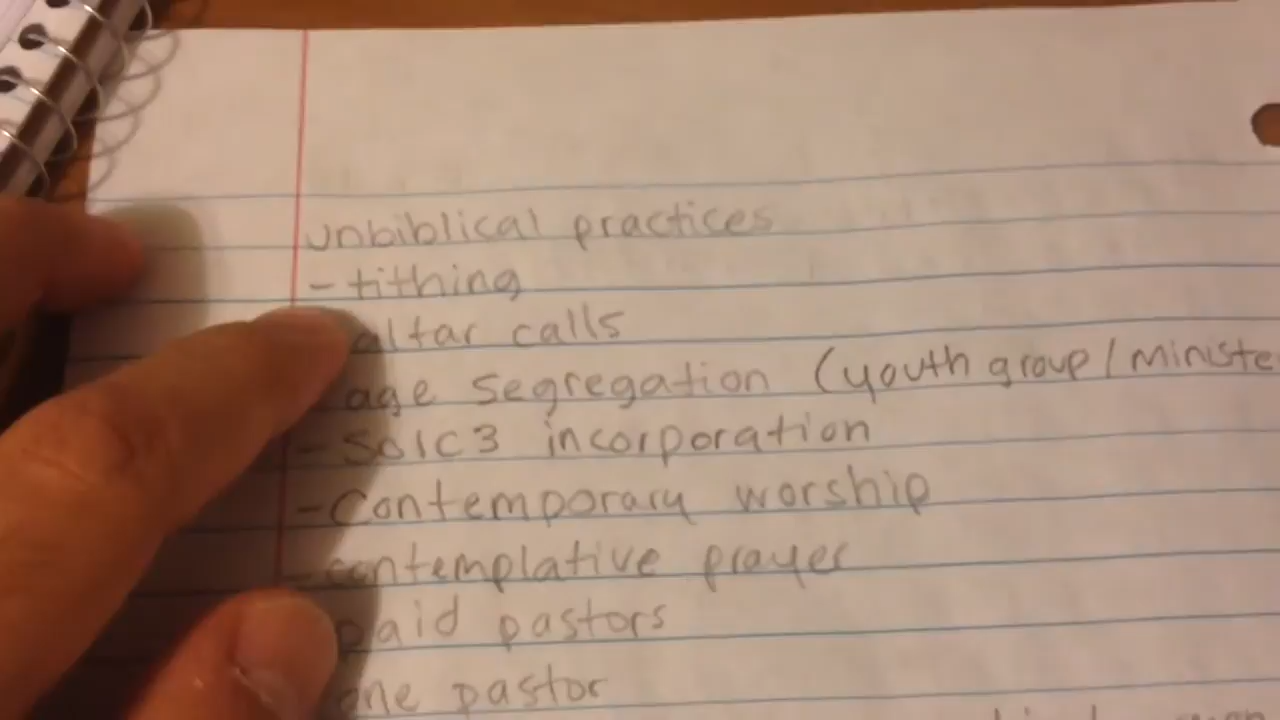 unbiblical practices
- tithing
altar calls
age segregation (youth group/ministe
- 501C3 incorporation
- Contemporary worship
- contemplative prayer
paid pastors
one pastor